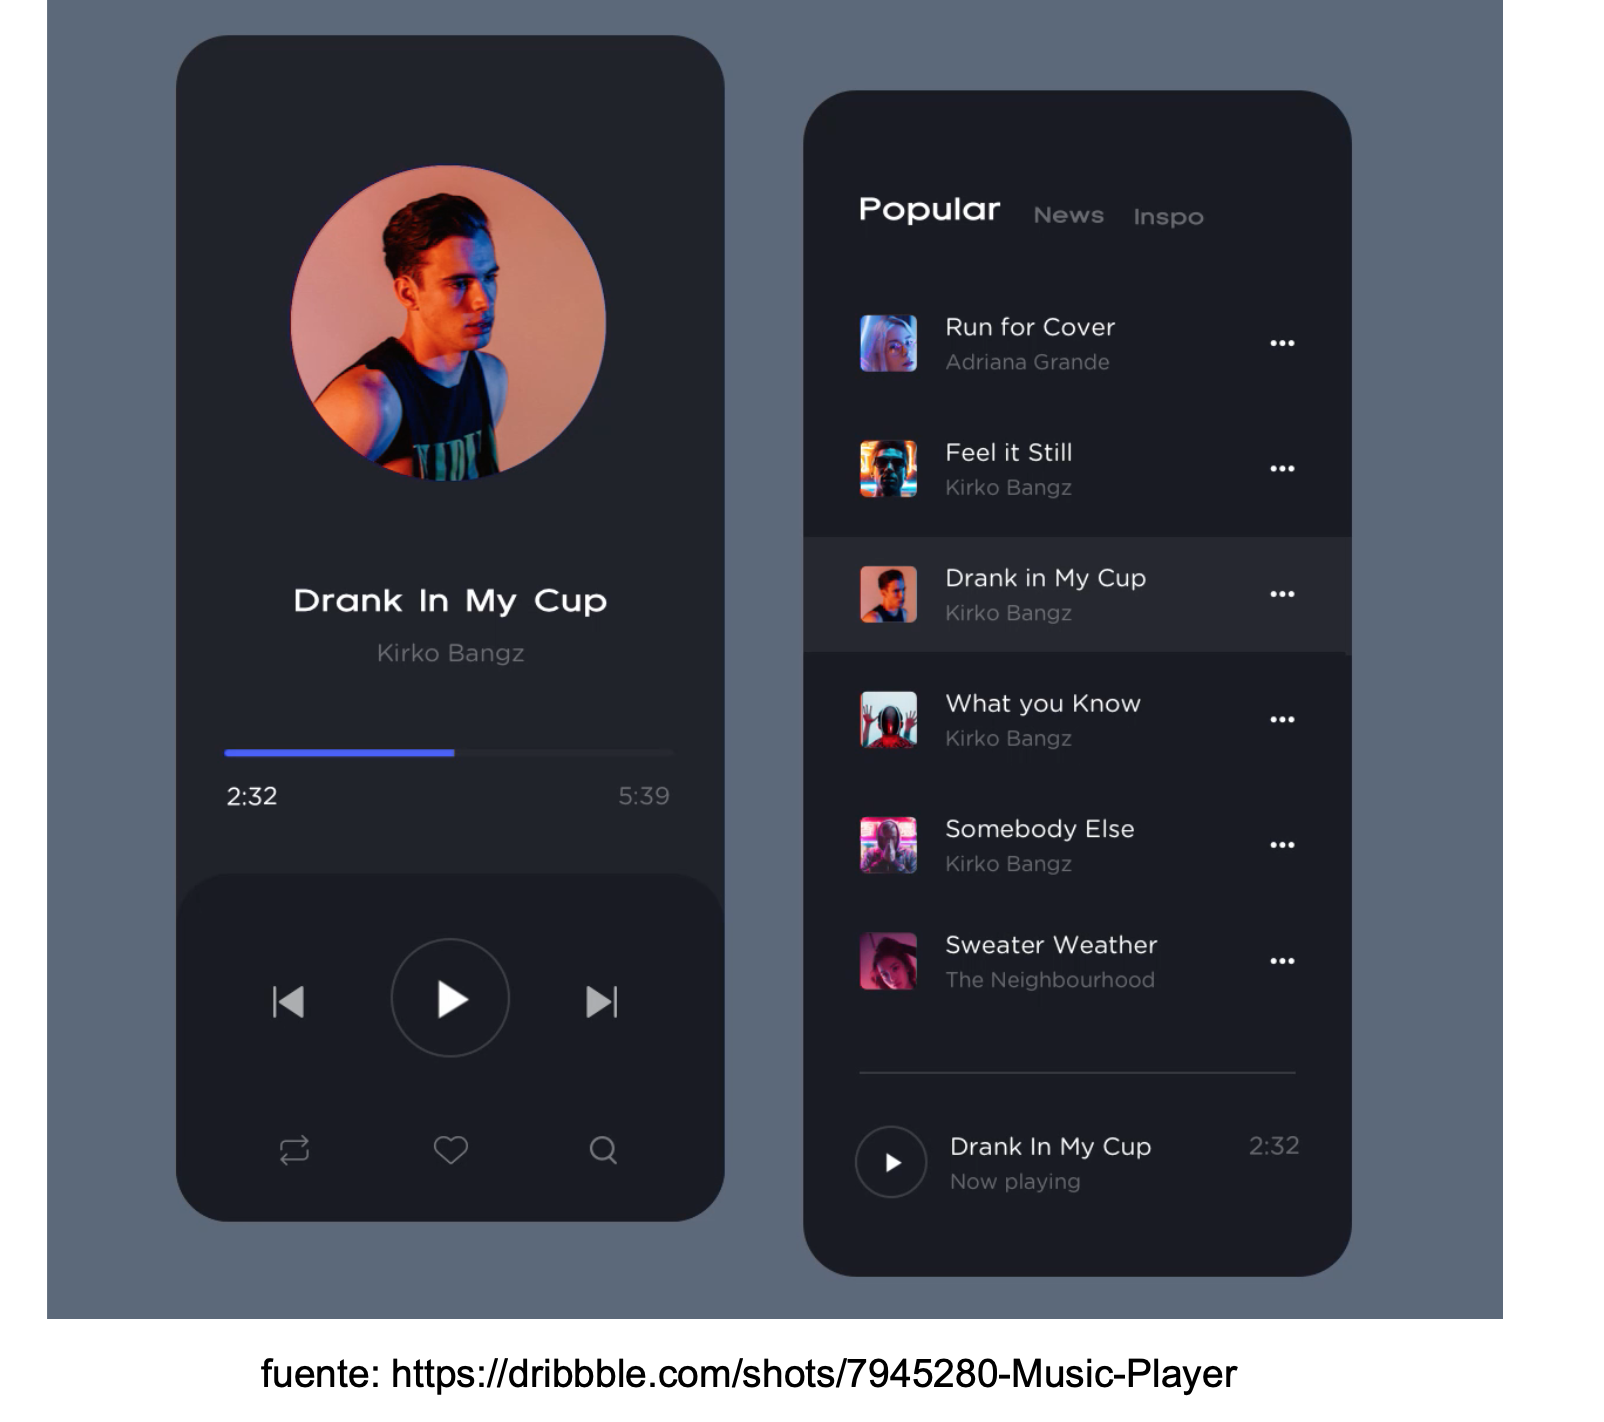 Drank In My Cup
Kirko Bangz
2:32 5:39
Popular News Inspo
Run for Cover
Adriana Grande
Feel it Still
Kirko Bangz
Drank in My Cup
Kirko Bangz
What you Know
Kirko Bangz
Somebody Else
Kirko Bangz
Sweater Weather
The Neighbourhood
Drank In My Cup 2:32
Now playing
fuente: https://dribbble.com/shots/7945280-Music-Player